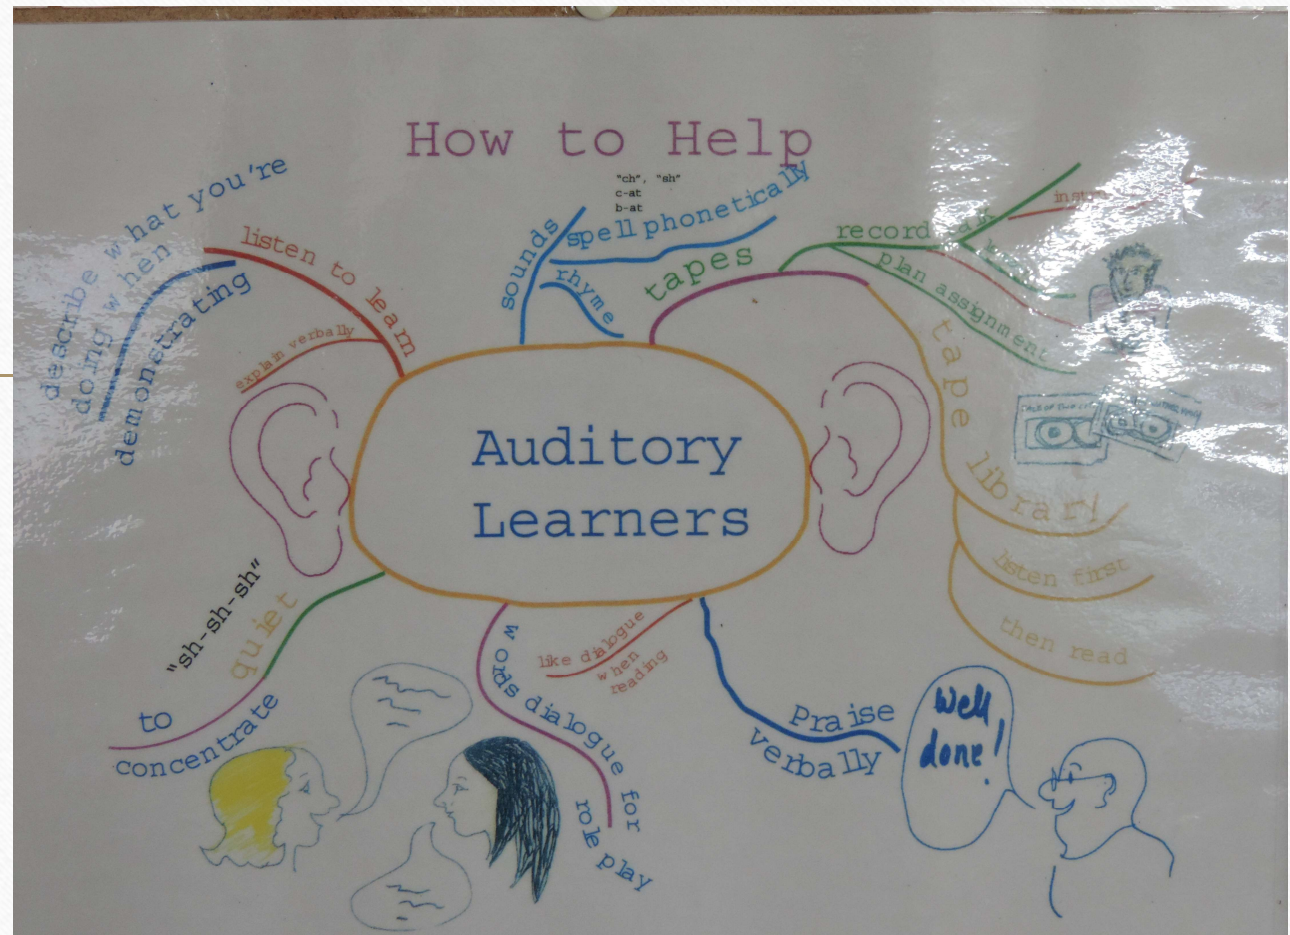 How to Help
"ch", "sh"
c-at
b-at
sounds
spell phonetically
rhyme
tapes
record
plan assignment
tape
library
listen first
then read
listen to learn
explain verbally
describe what you're
doing when
demonstrating
Auditory
Learners
"sh-sh-sh"
quiet
to
concentrate
words dialogue for
role play
like dialogue
when
reading
Praise
verbally
Well
done!